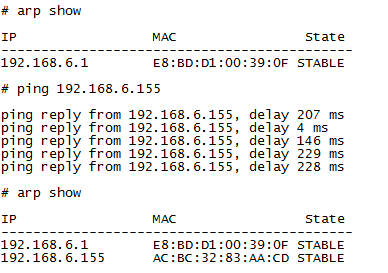 # arp show
IP MAC State
--------------------------------------------
192.168.6.1 E8:BD:D1:00:39:0F STABLE
# ping 192.168.6.155
ping reply from 192.168.6.155, delay 207 ms
ping reply from 192.168.6.155, delay 4 ms
ping reply from 192.168.6.155, delay 146 ms
ping reply from 192.168.6.155, delay 229 ms
ping reply from 192.168.6.155, delay 228 ms
# arp show
IP MAC State
--------------------------------------------
192.168.6.1 E8:BD:D1:00:39:0F STABLE
192.168.6.155 AC:BC:32:83:AA:CD STABLE